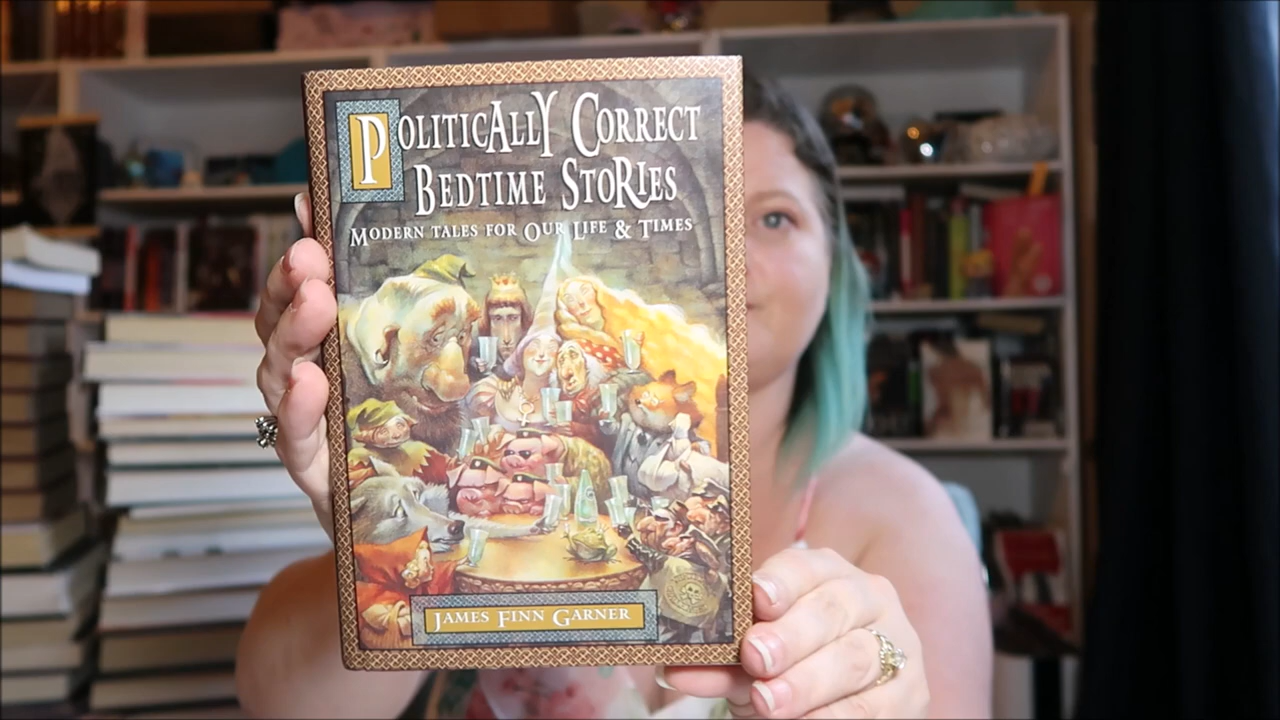 POLITICALLY CORRECT
BEDTIME STORIES
MODERN TALES FOR OUR LIFE & TIMES
JAMES FINN GARNER